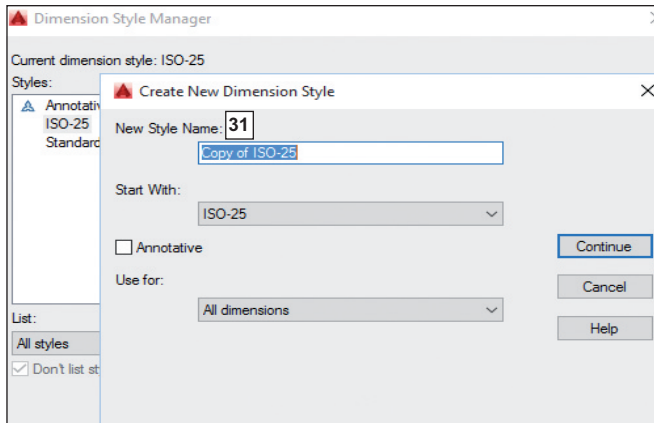 Dimension Style Manager
Current dimension style: ISO-25
Styles:
ISO-25
Standard
List:
All styles
Don't list
Create New Dimension Style
New Style Name: 31
Copy of ISO-25
Start With:
ISO-25
Annotative
Use for:
All dimensions
Continue
Cancel
Help